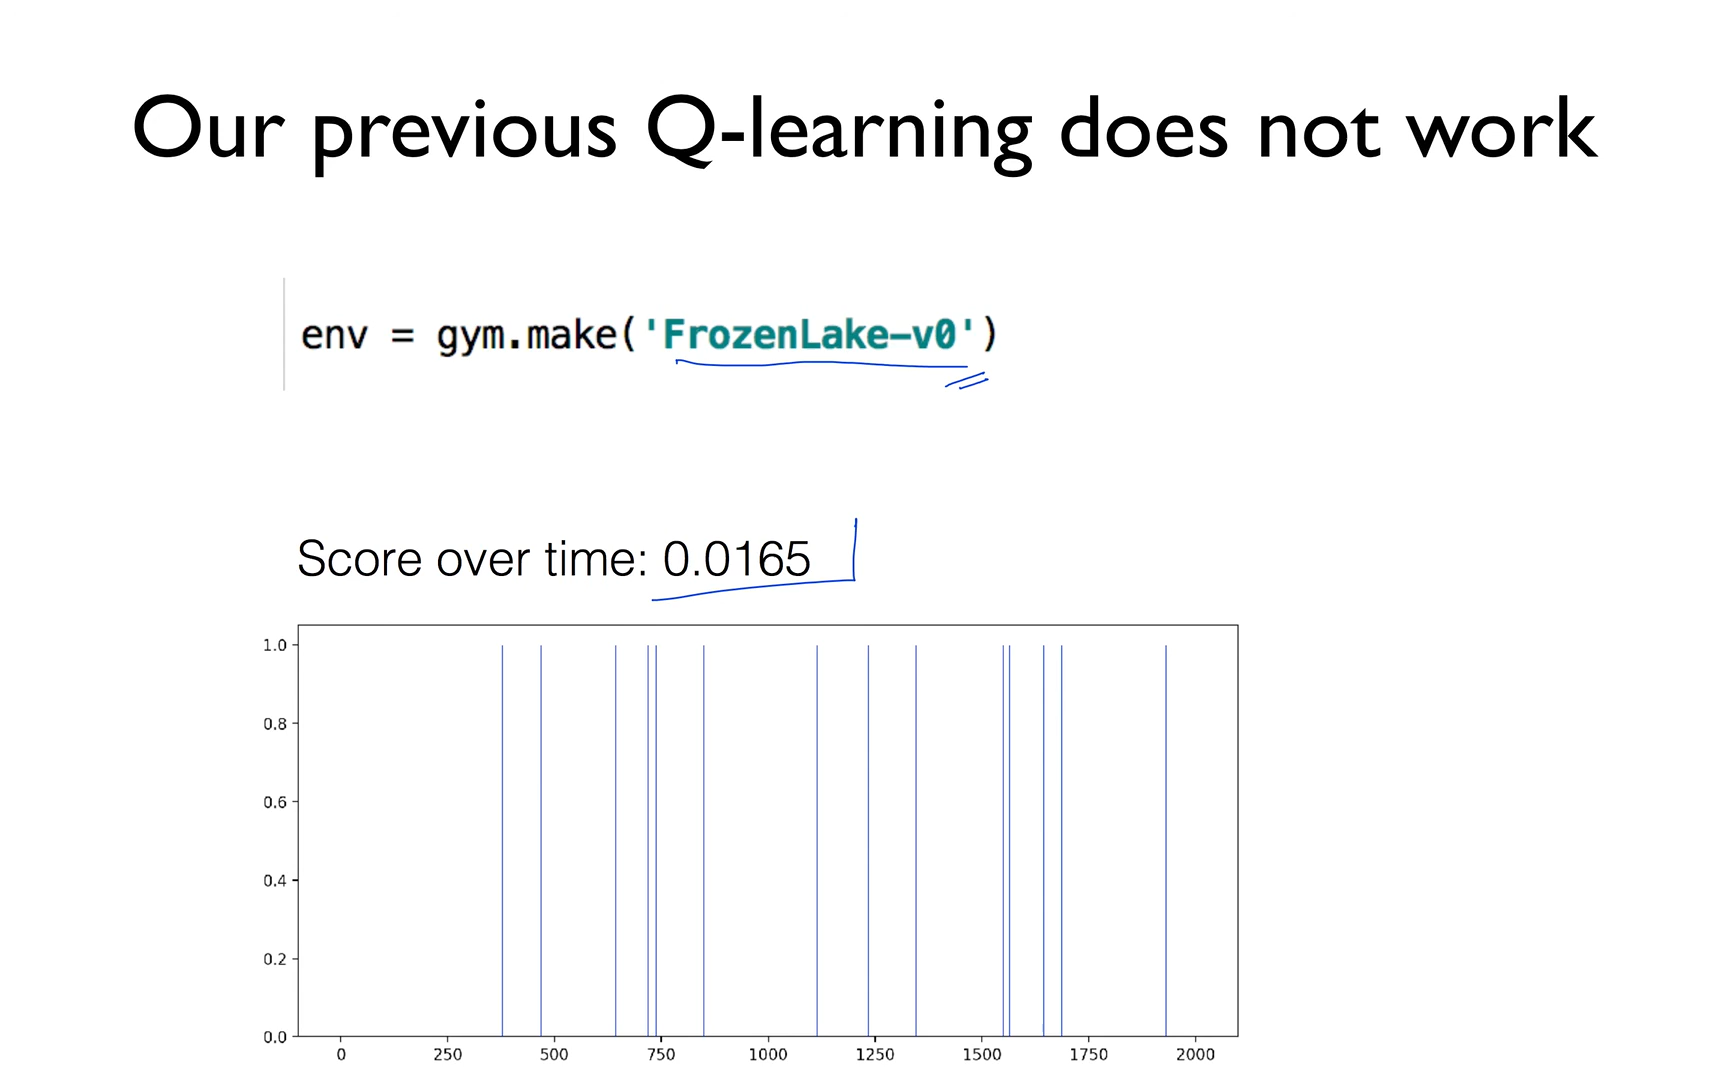 Our previous Q-learning does not work
env = gym.make('FrozenLake-v0')
Score over time: 0.0165
1.0
0.8
0.6
0.4
0.2
0.0
0 250 500 750 1000 1250 1500 1750 2000